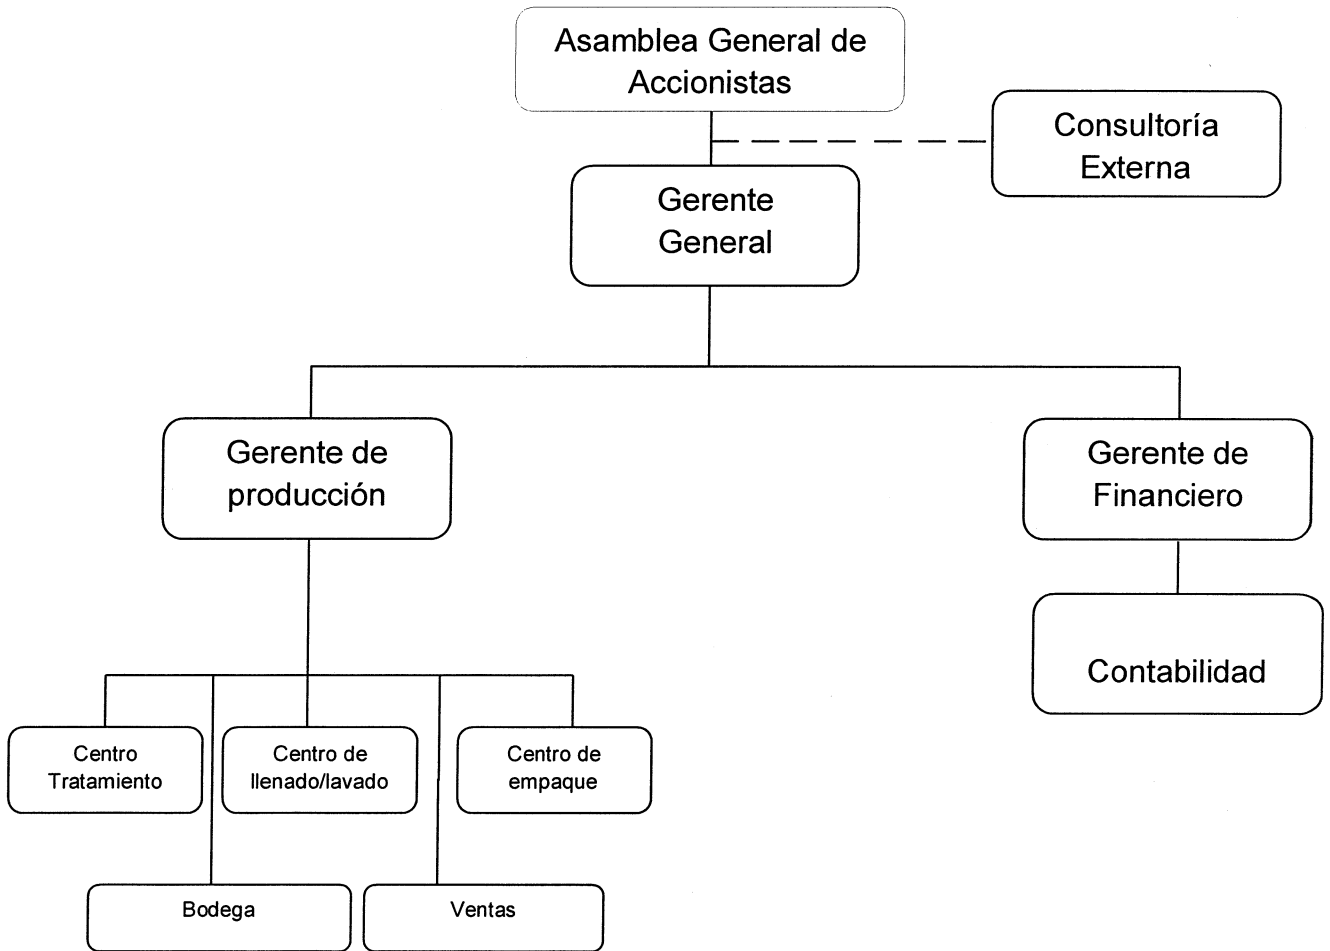 Asamblea General de
Accionistas
Consultoría
Externa
Gerente
General
Gerente de
producción
Gerente de
Financiero
Contabilidad
Centro
Tratamiento
Centro de
llenado/lavado
Centro de
empaque
Bodega
Ventas